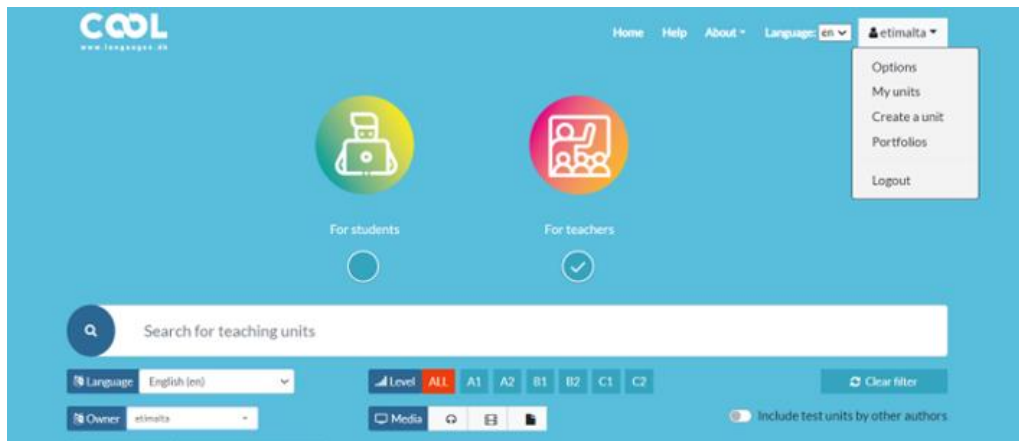 COOL
www.languages.dk
Home Help About Language: en etimalta
Options
My units
Create a unit
Portfolios
Logout
For students
For teachers
Search for teaching units
Language English (en)
Level ALL A1 A2 B1 B2 C1 C2
Clear filter
Owner etimalta
Media
Include test units by other authors